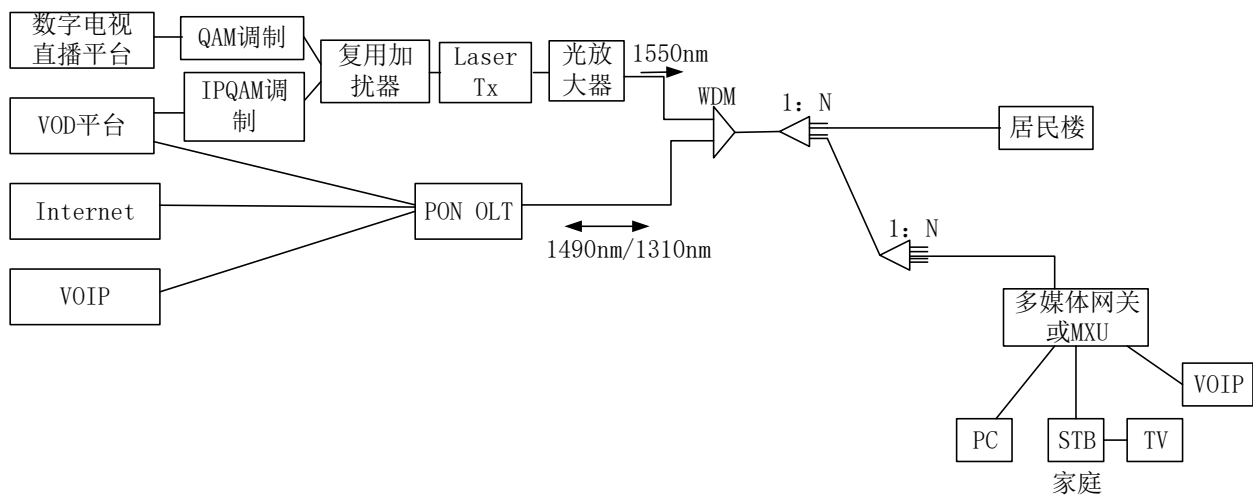 数字电视
直播平台
QAM调制
复用加
扰器
Laser
Tx
光放
大器
1550nm
IPQAM调
制
VOD平台
WDM
1：N
居民楼
Internet
PON OLT
1490nm/1310nm
1：N
VOIP
多媒体网关
或MXU
VOIP
PC
STB
TV
家庭